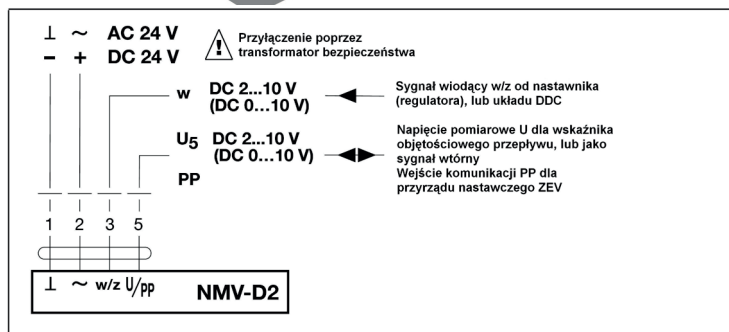 ⊥ ~ AC 24 V
– + DC 24 V
Przyłączenie poprzez
transformator bezpieczeństwa
w DC 2...10 V
(DC 0...10 V)
Sygnał wiodący w/z od nastawnika
(regulatora), lub układu DDC
U5 DC 2...10 V
(DC 0...10 V)
PP
Napięcie pomiarowe U dla wskaźnika
objętościowego przepływu, lub jako
sygnał wtórny
Wejście komunikacji PP dla
przyrządu nastawczego ZEV
1 2 3 5
⊥ ~ w/z U/PP
NMV-D2